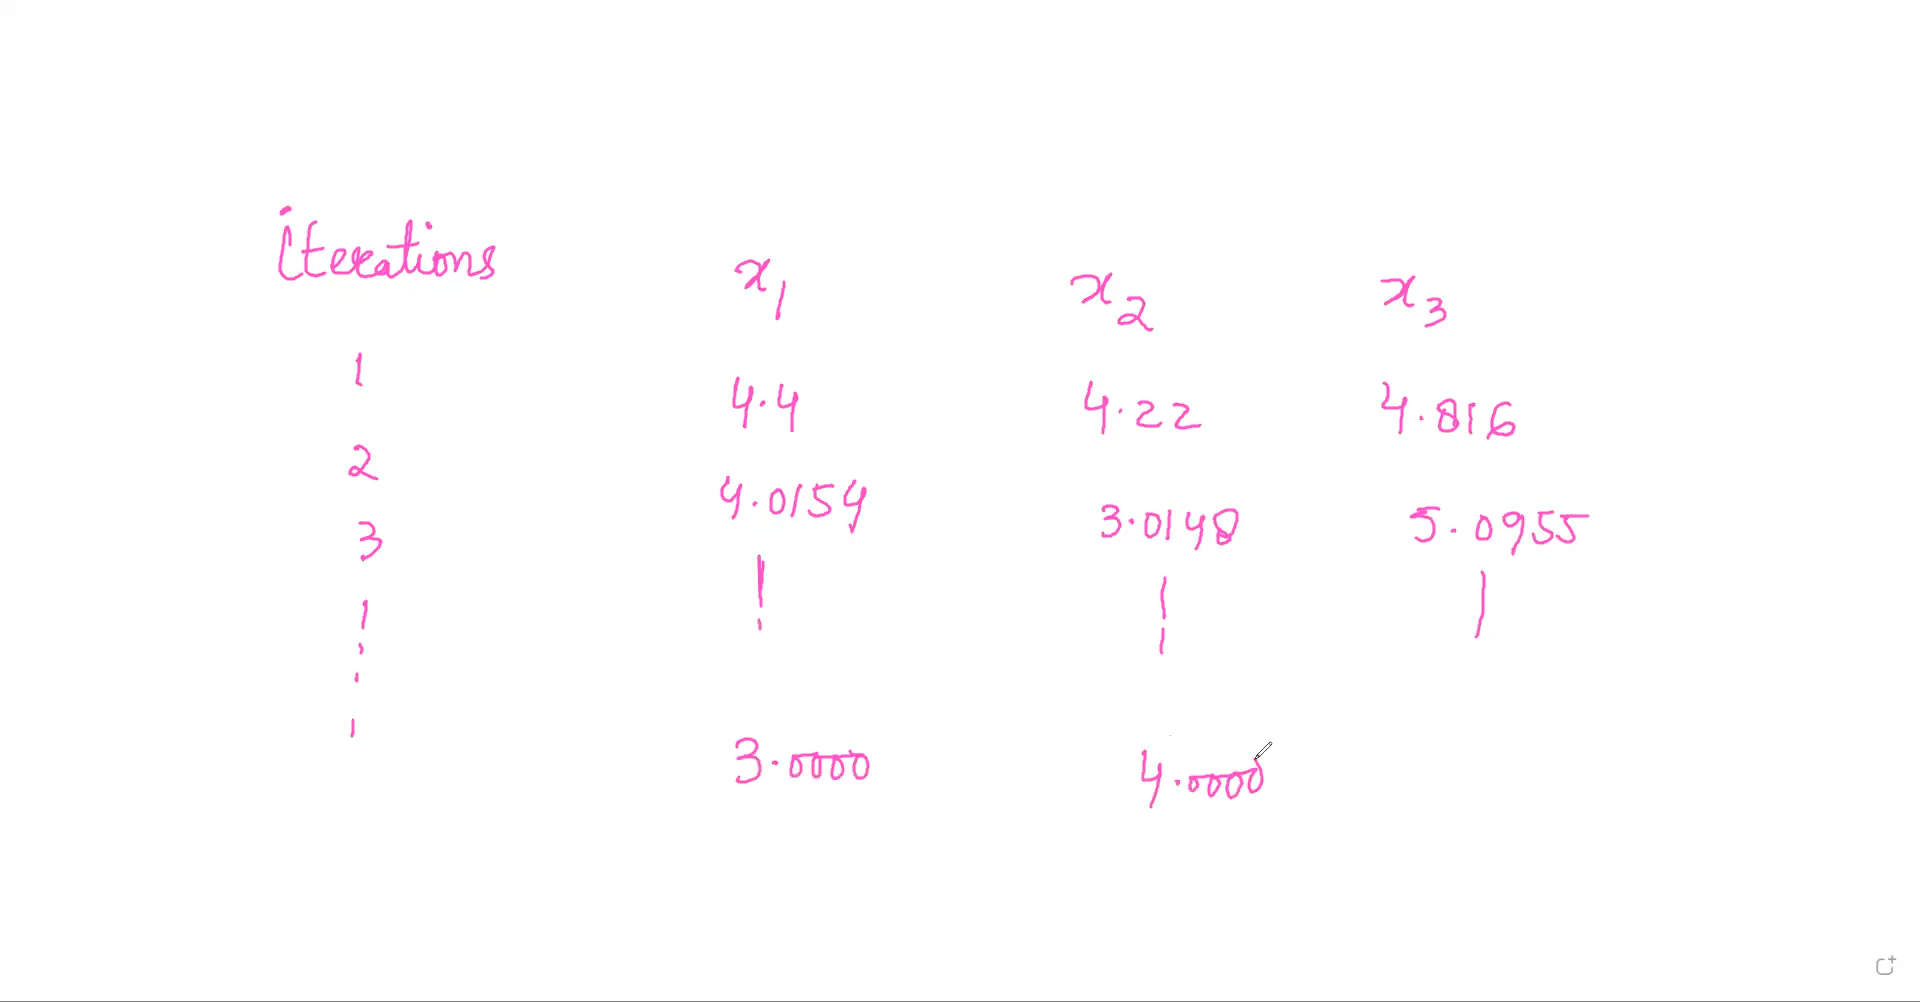 Iterations x₁ x₂ x₃
1 4.4 4.22 4.816
2 4.0154 3.0148 5.0955
3
3.0000 4.0000